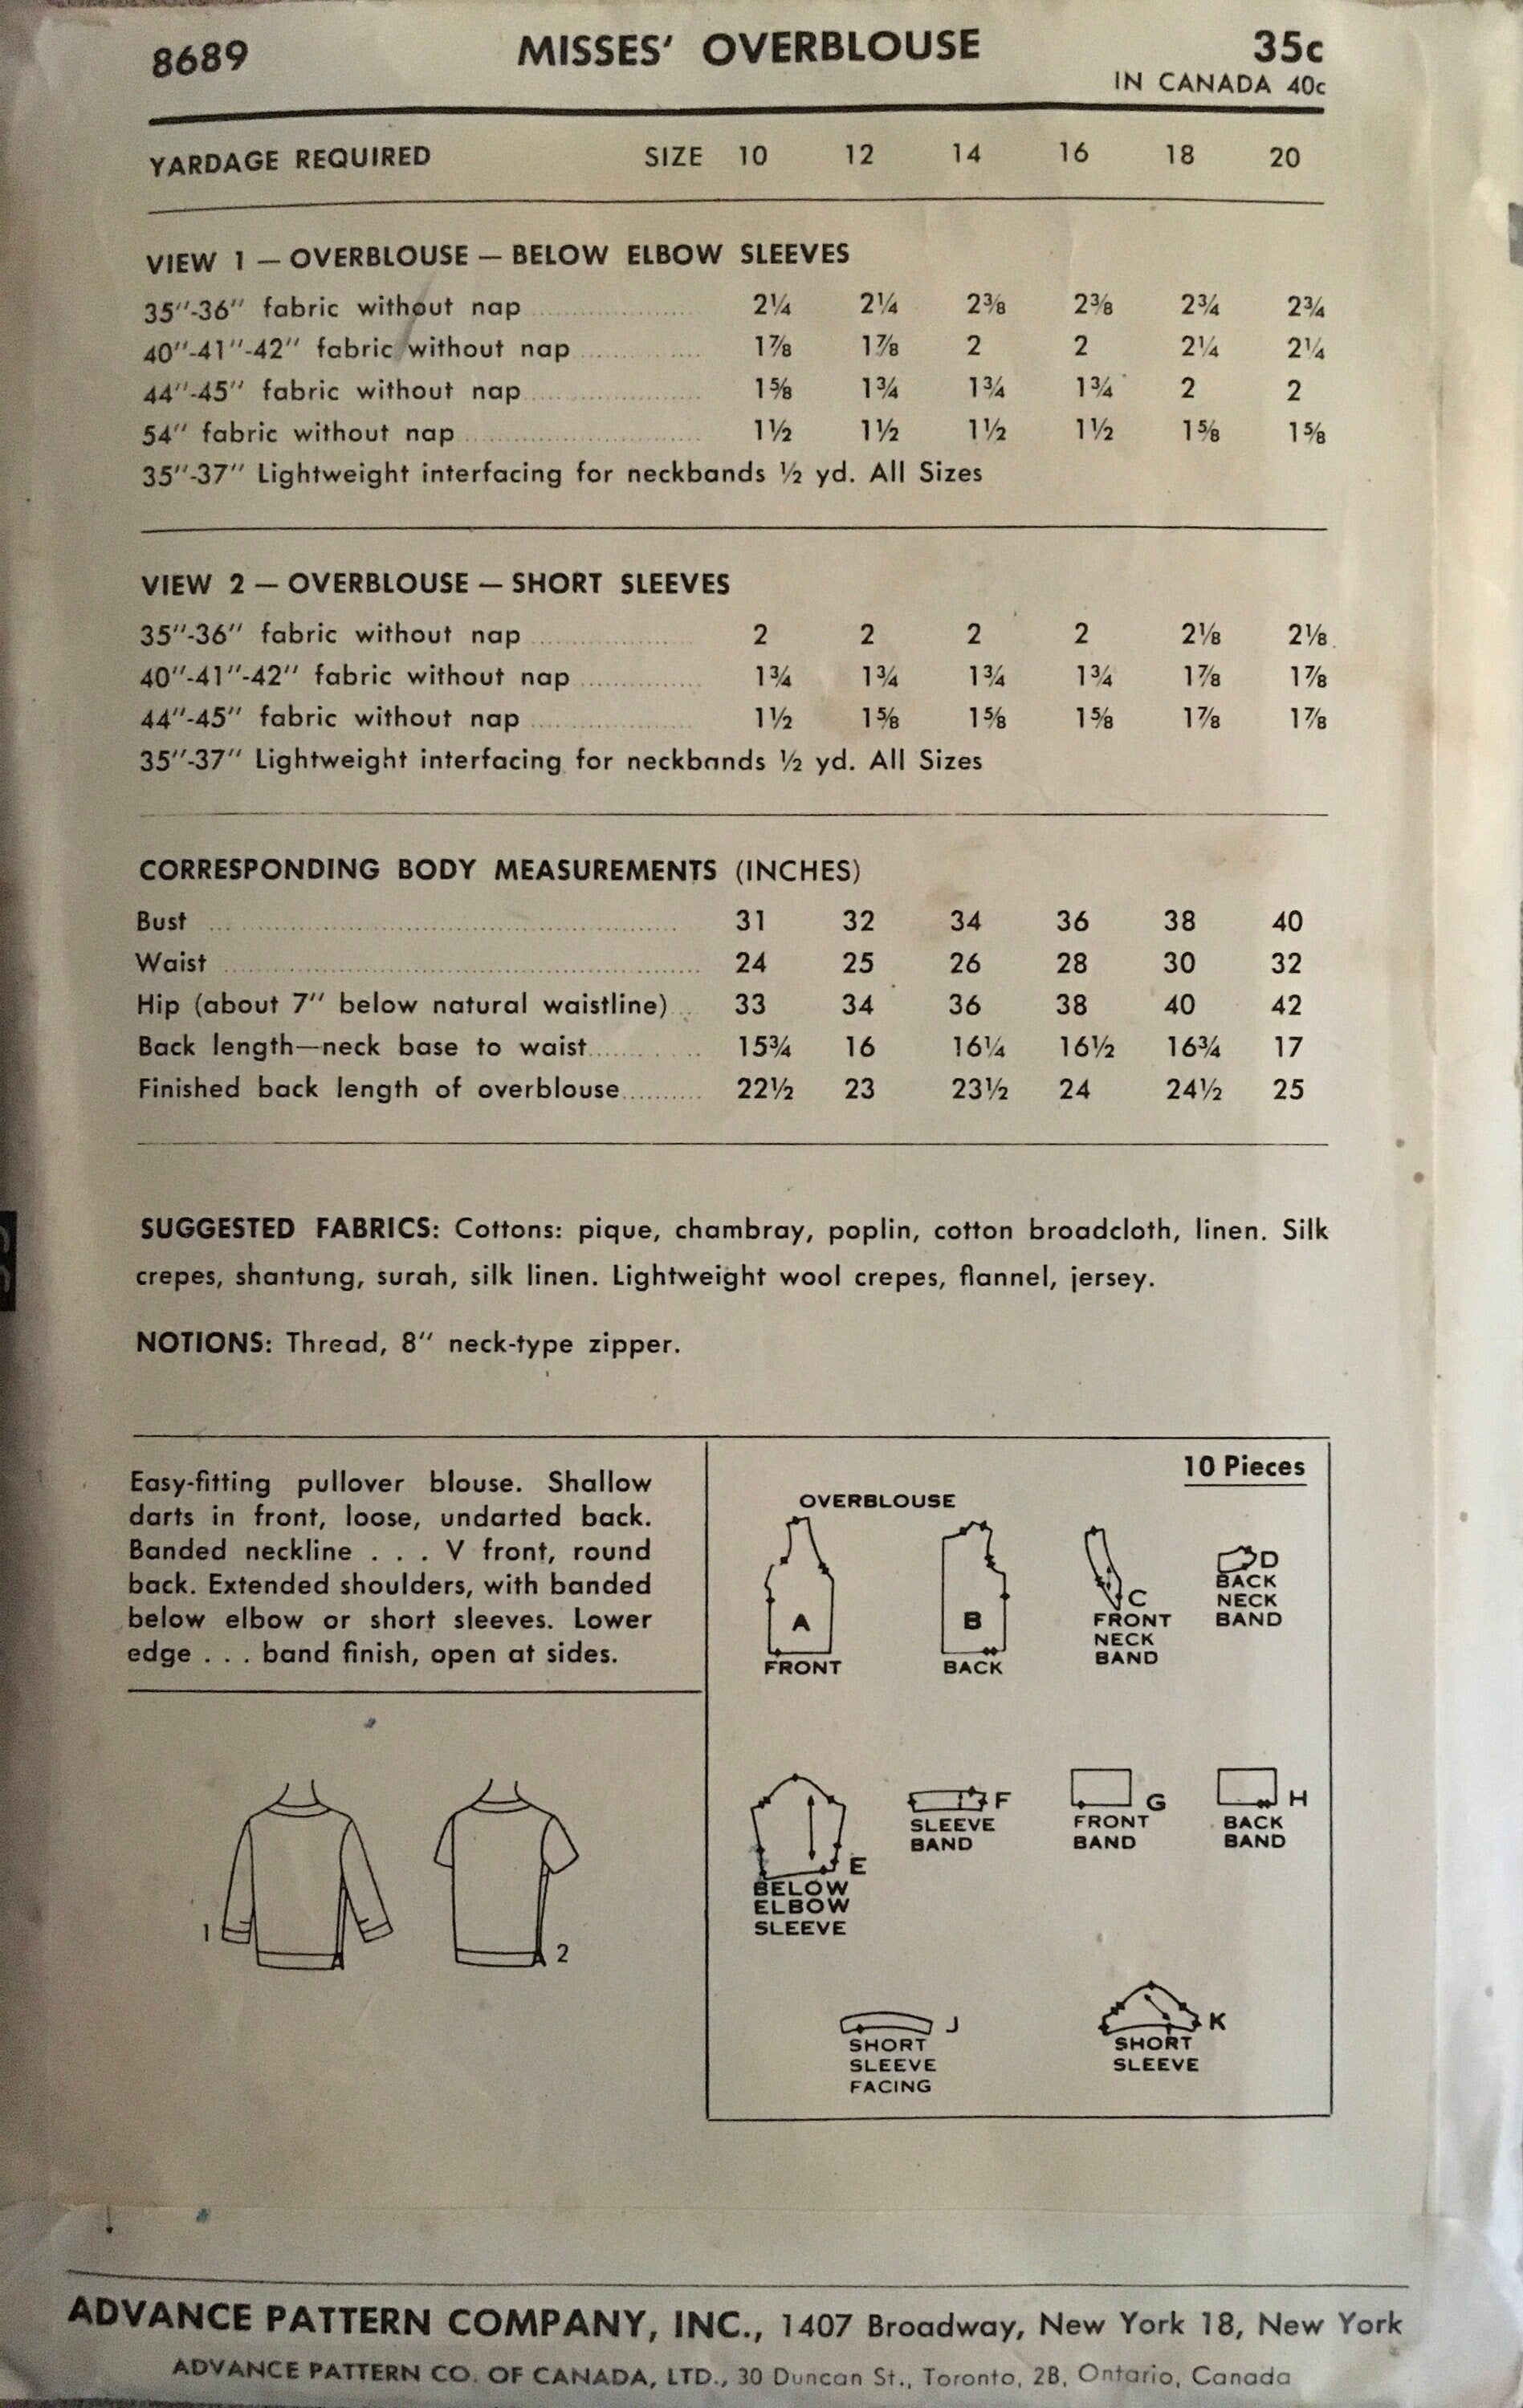 8689 MISSES' OVERBLOUSE 35c
IN CANADA 40c
YARDAGE REQUIRED SIZE 10 12 14 16 18 20
VIEW 1 — OVERBLOUSE — BELOW ELBOW SLEEVES
35"-36" fabric without nap 2¼ 2¼ 2⅜ 2⅜ 2¾ 2¾
40"-41"-42" fabric without nap 1⅞ 1⅞ 2 2 2¼ 2¼
44"-45" fabric without nap 1⅝ 1¾ 1¾ 1¾ 2 2
54" fabric without nap 1½ 1½ 1½ 1½ 1⅝ 1⅝
35"-37" Lightweight interfacing for neckbands ½ yd. All Sizes
VIEW 2 — OVERBLOUSE — SHORT SLEEVES
35"-36" fabric without nap 2 2 2 2 2⅛ 2⅛
40"-41"-42" fabric without nap 1¾ 1¾ 1¾ 1¾ 1⅞ 1⅞
44"-45" fabric without nap 1½ 1⅝ 1⅝ 1⅝ 1⅞ 1⅞
35"-37" Lightweight interfacing for neckbands ½ yd. All Sizes
CORRESPONDING BODY MEASUREMENTS (INCHES)
Bust 31 32 34 36 38 40
Waist 24 25 26 28 30 32
Hip (about 7" below natural waistline) 33 34 36 38 40 42
Back length—neck base to waist 15¾ 16 16¼ 16½ 16¾ 17
Finished back length of overblouse 22½ 23 23½ 24 24½ 25
SUGGESTED FABRICS: Cottons: pique, chambray, poplin, cotton broadcloth, linen. Silk
crepes, shantung, surah, silk linen. Lightweight wool crepes, flannel, jersey.
NOTIONS: Thread, 8" neck-type zipper.
Easy-fitting pullover blouse. Shallow
darts in front, loose, undarted back.
Banded neckline . . . V front, round
back. Extended shoulders, with banded
below elbow or short sleeves. Lower
edge . . . band finish, open at sides.
1
2
10 Pieces
OVERBLOUSE
A
FRONT
B
BACK
C
FRONT
NECK
BAND
D
BACK
NECK
BAND
E
BELOW
ELBOW
SLEEVE
F
SLEEVE
BAND
G
FRONT
BAND
H
BACK
BAND
J
SHORT
SLEEVE
FACING
K
SHORT
SLEEVE
ADVANCE PATTERN COMPANY, INC., 1407 Broadway, New York 18, New York
ADVANCE PATTERN CO. OF CANADA, LTD., 30 Duncan St., Toronto, 2B, Ontario, Canada